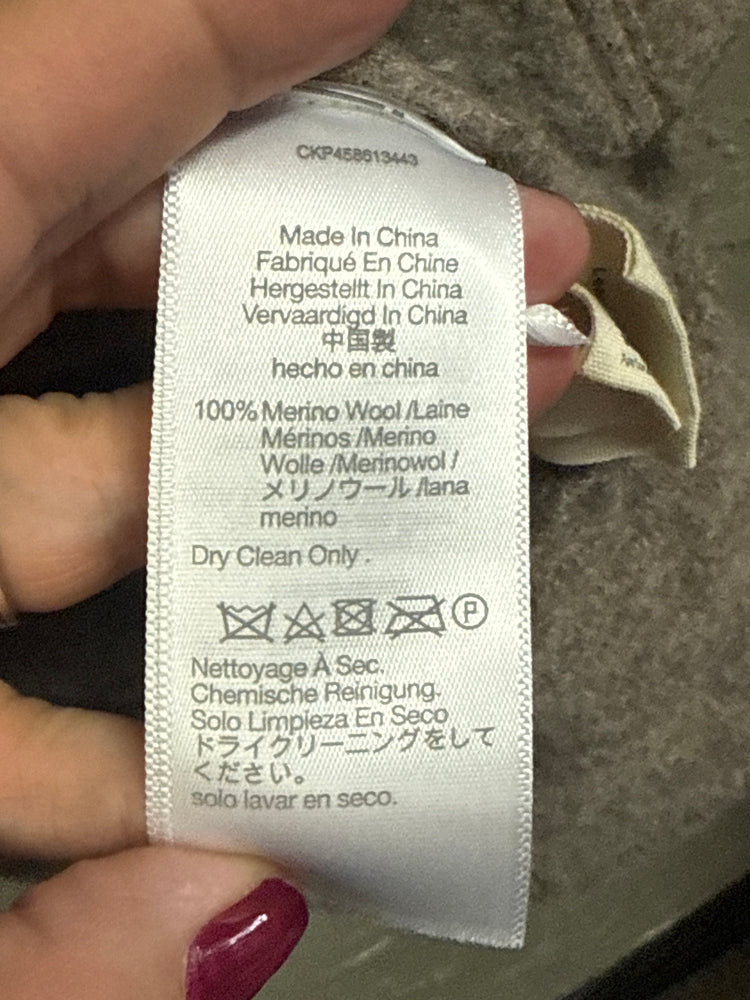 CKP458613443
Made In China
Fabriqué En Chine
Hergestellt In China
Vervaardigd In China
中国製
hecho en china
100% Merino Wool /Laine
Mérinos /Merino
Wolle /Merinowol /
メリノウール /lana
merino
Dry Clean Only .
P
Nettoyage À Sec.
Chemische Reinigung.
Solo Limpieza En Seco
ドライクリーニングをして
ください。
solo lavar en seco.